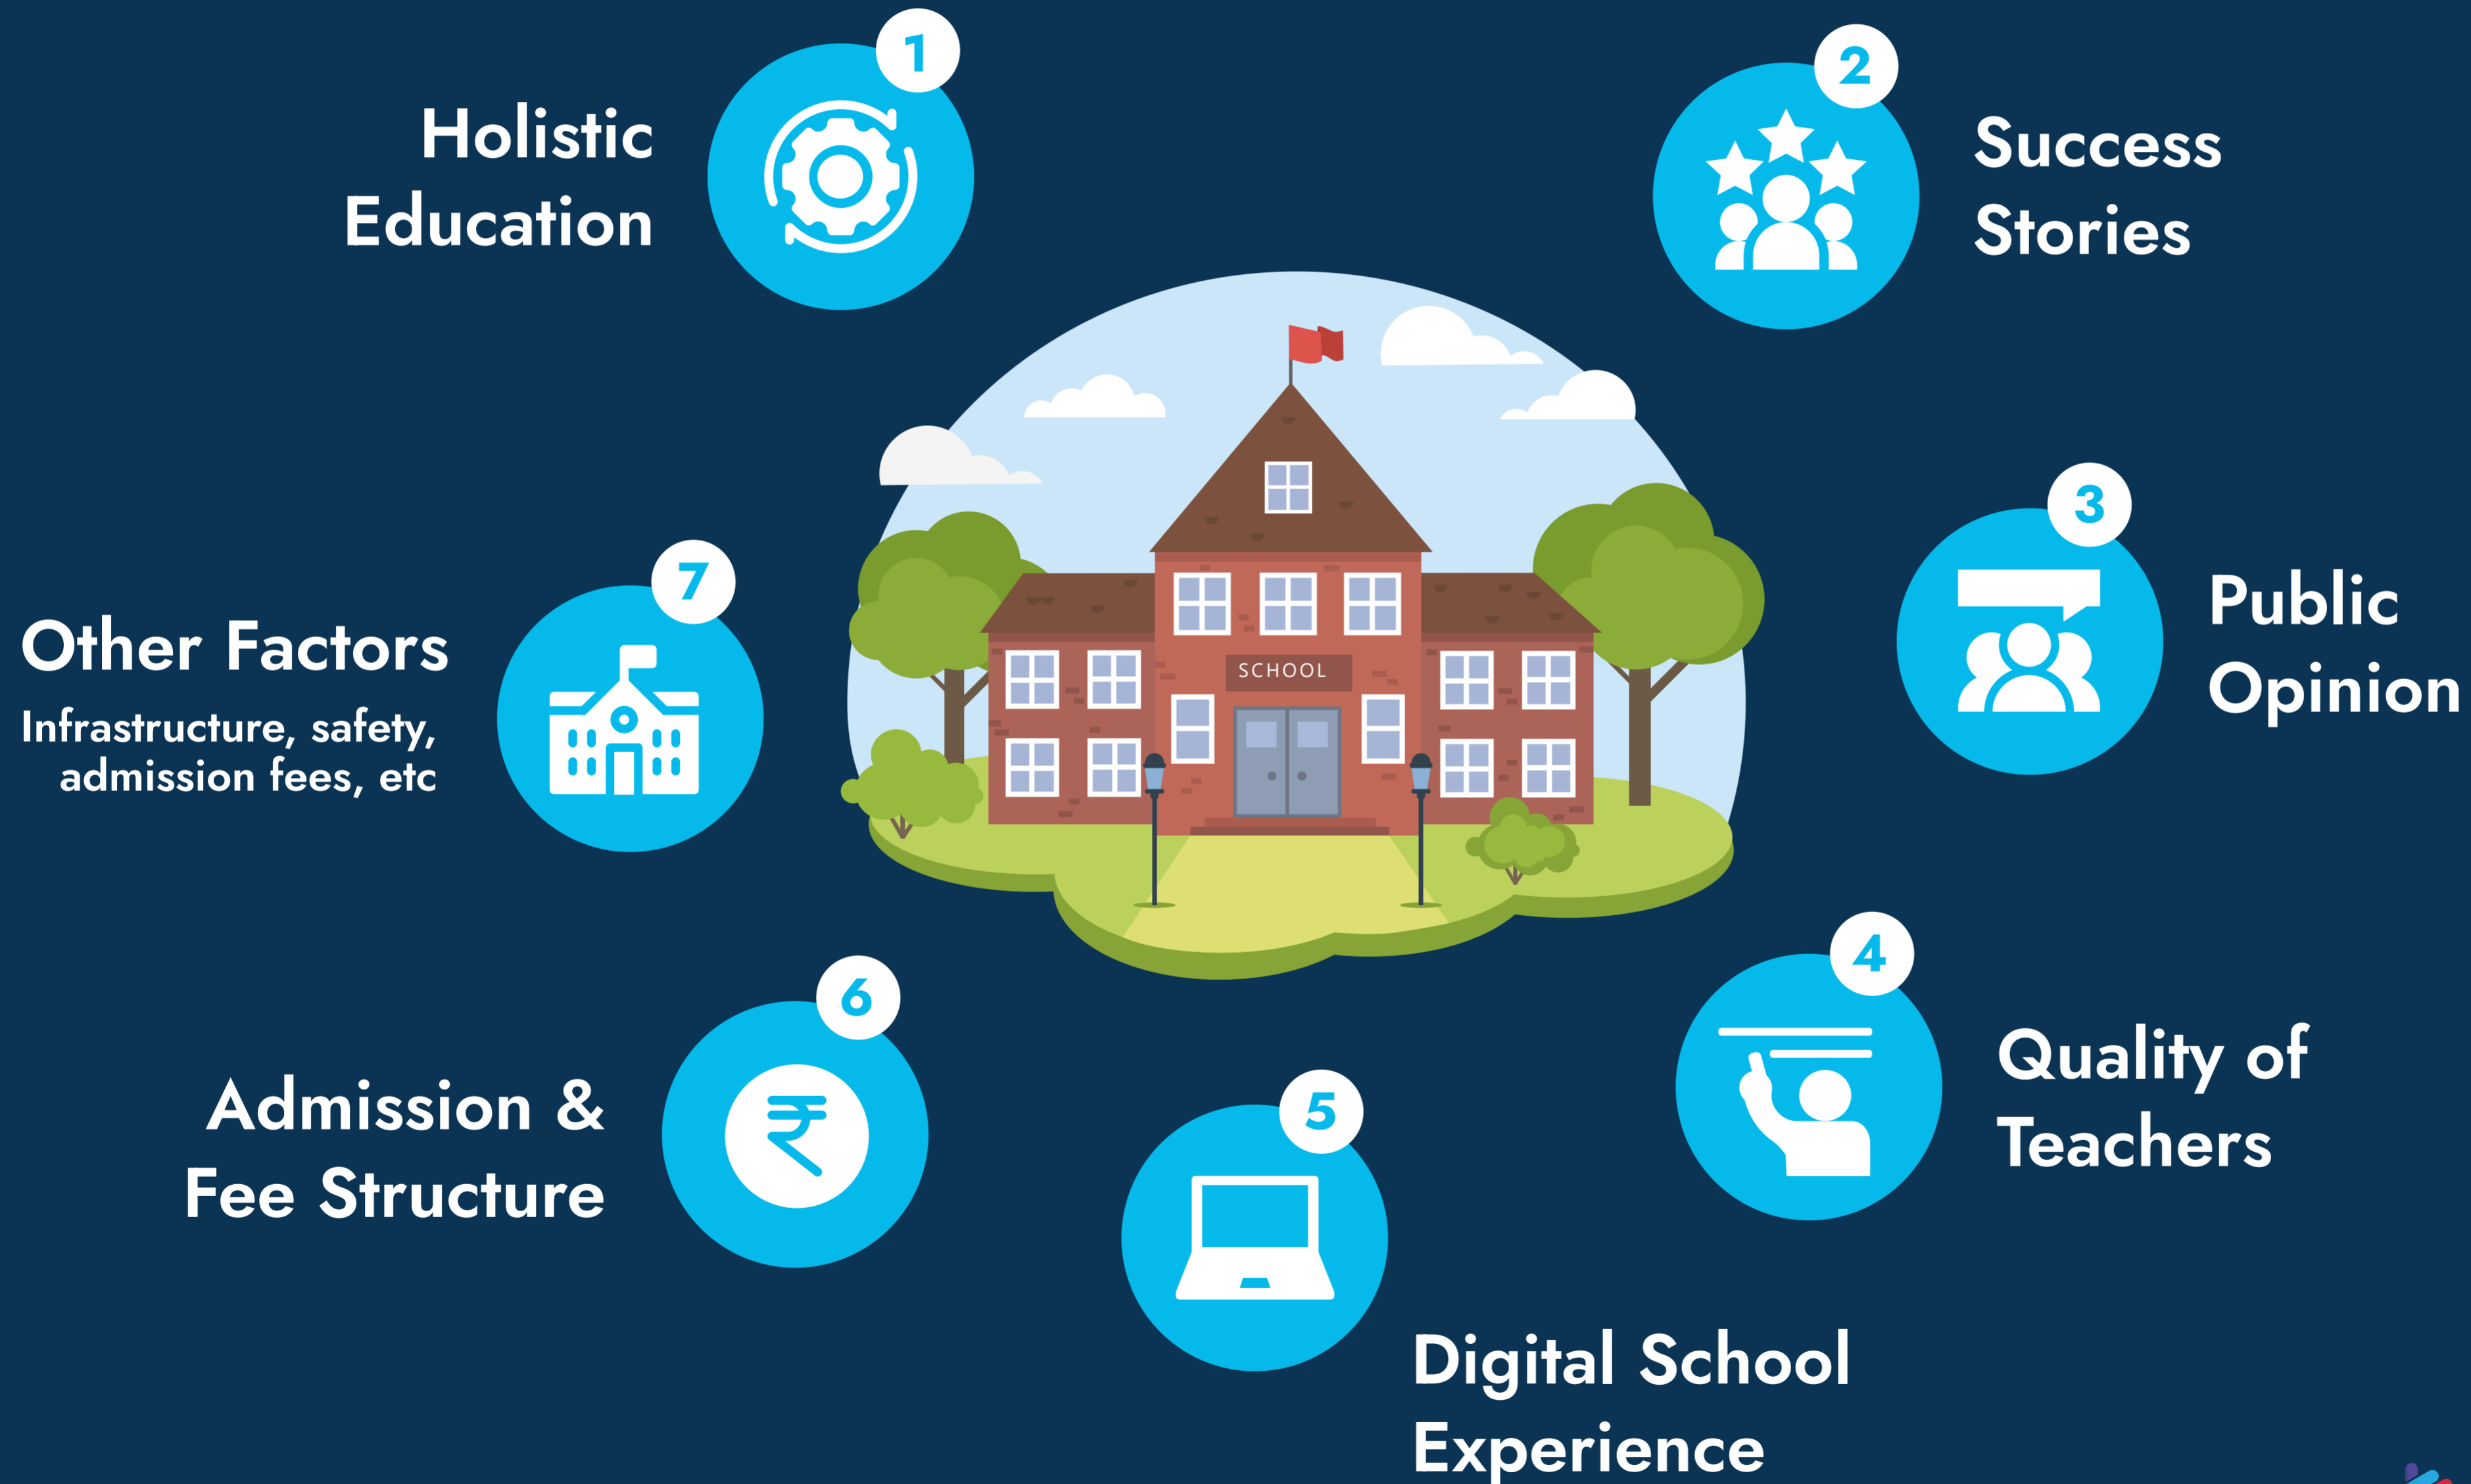 1
Holistic
Education
2
Success
Stories
3
Public
Opinion
SCHOOL
4
Quality of
Teachers
5
Digital School
Experience
6
₹
Admission &
Fee Structure
7
Other Factors
Infrastructure, safety,
admission fees, etc